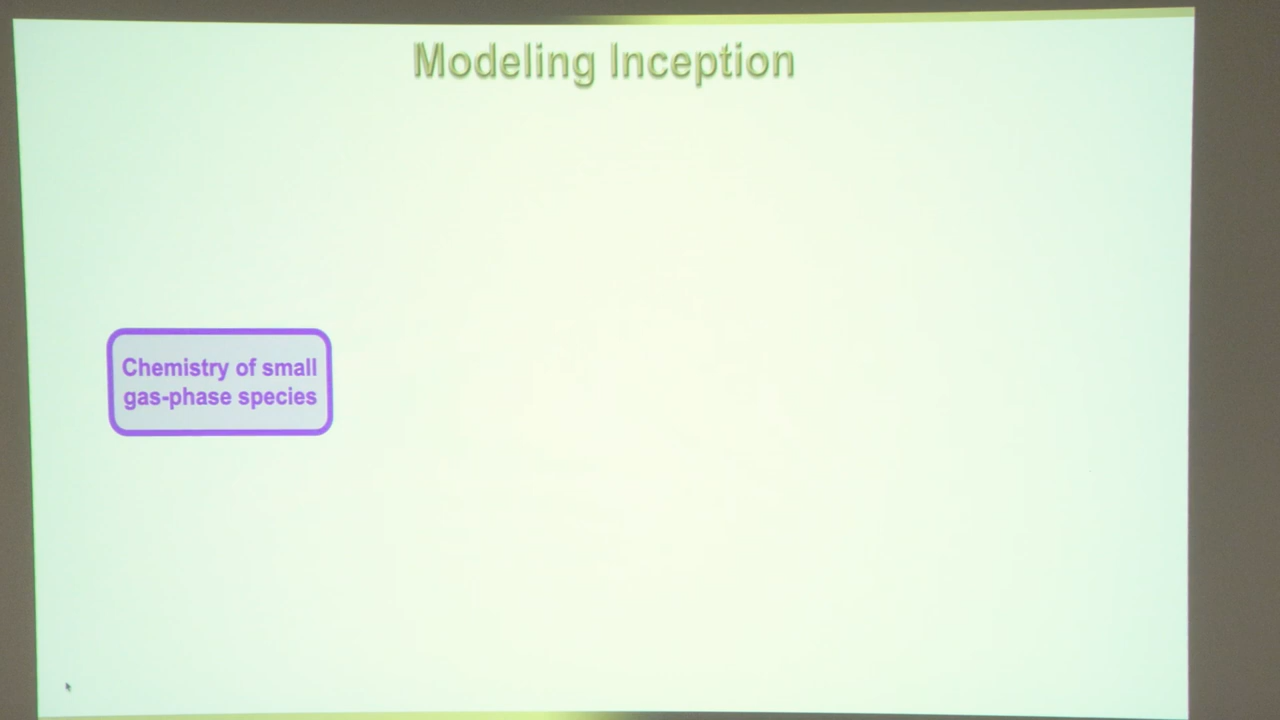 Modeling Inception
Chemistry of small
gas-phase species